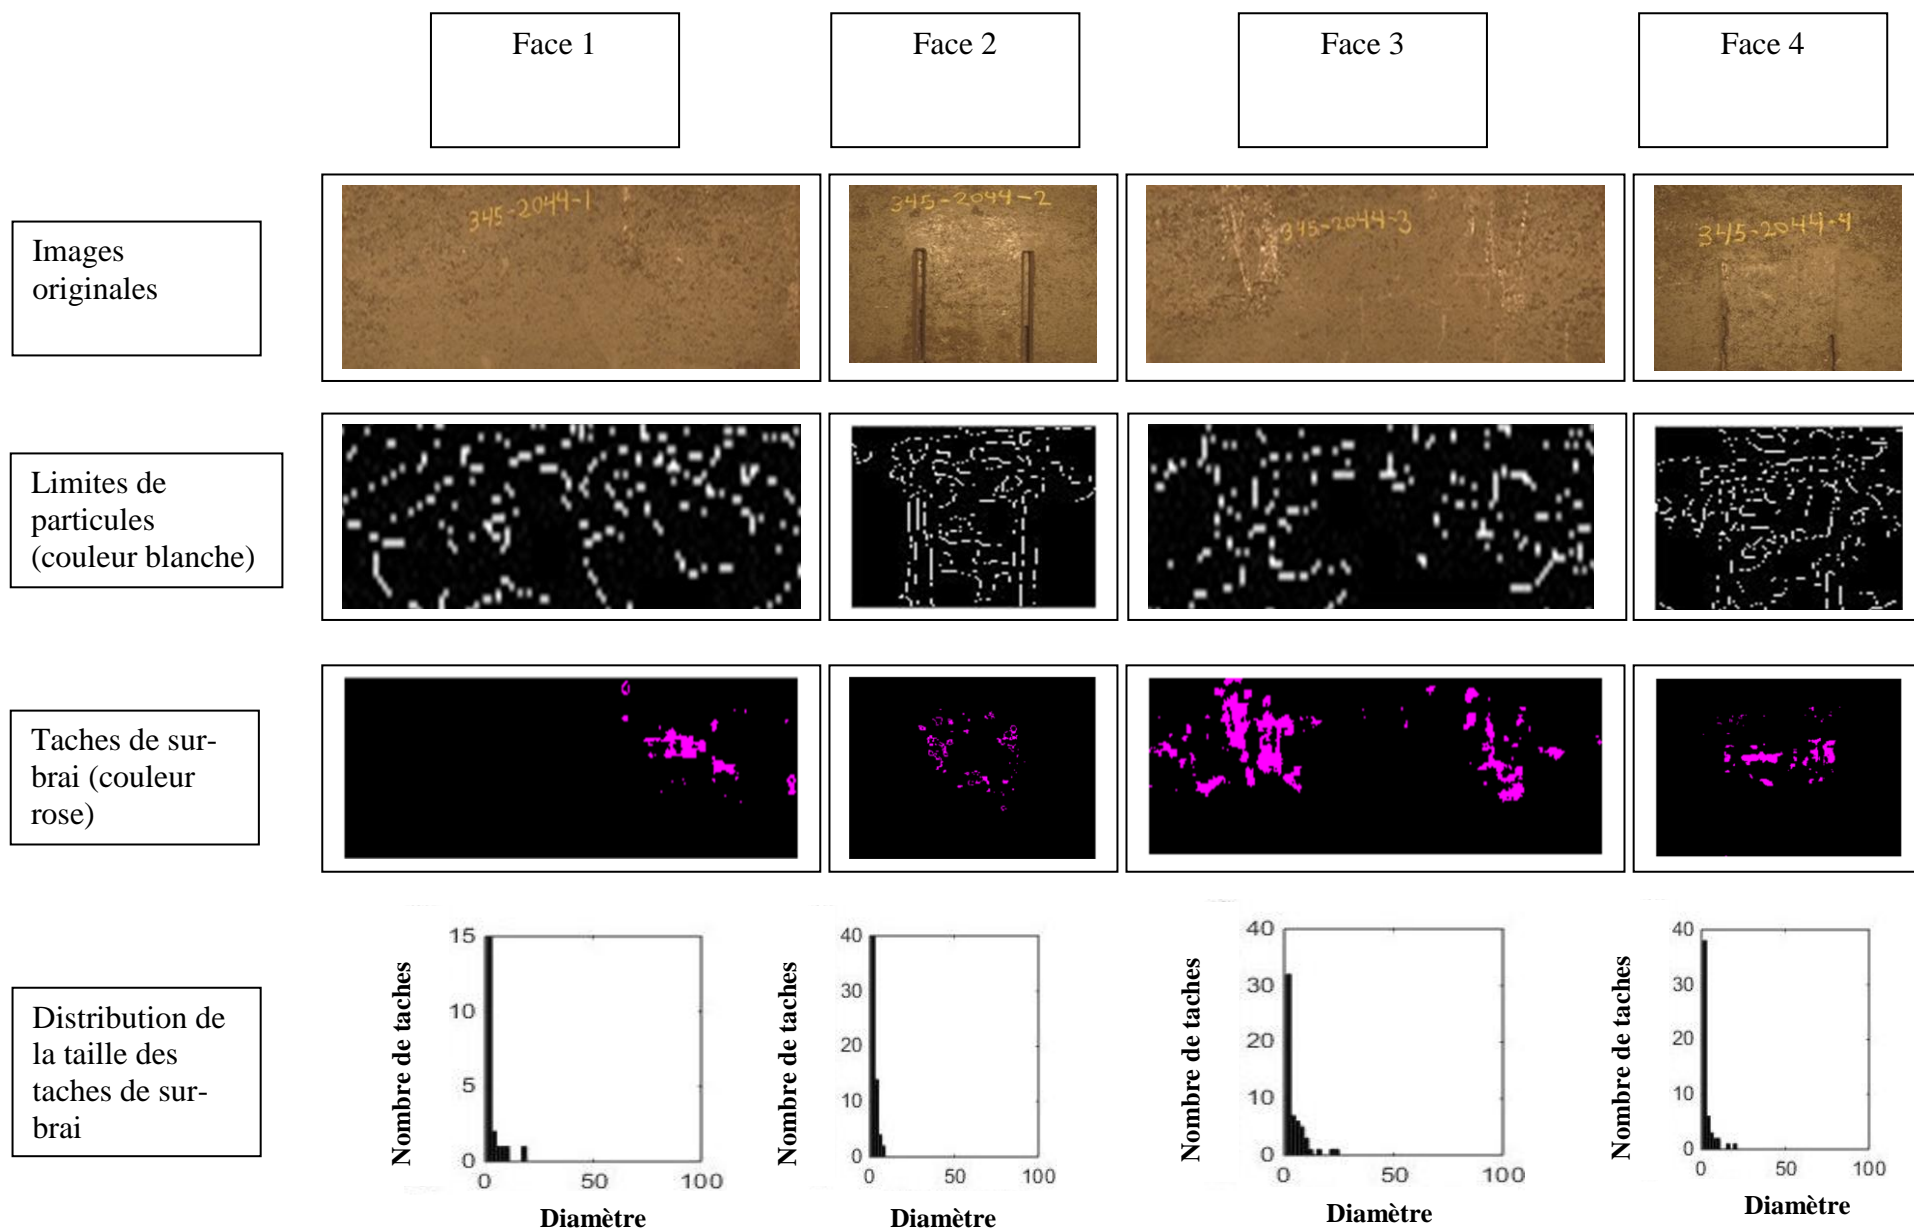 Face 1
Face 2
Face 3
Face 4
Images
originales
345-2044-1
345-2044-2
345-2044-3
345-2044-4
Limites de
particules
(couleur blanche)
Taches de sur-
brai (couleur
rose)
Distribution de
la taille des
taches de sur-
brai
Nombre de taches
15
10
5
0
0
50
100
Diamètre
Nombre de taches
40
30
20
10
0
0
50
100
Diamètre
Nombre de taches
40
30
20
10
0
0
50
100
Diamètre
Nombre de taches
40
30
20
10
0
0
50
100
Diamètre